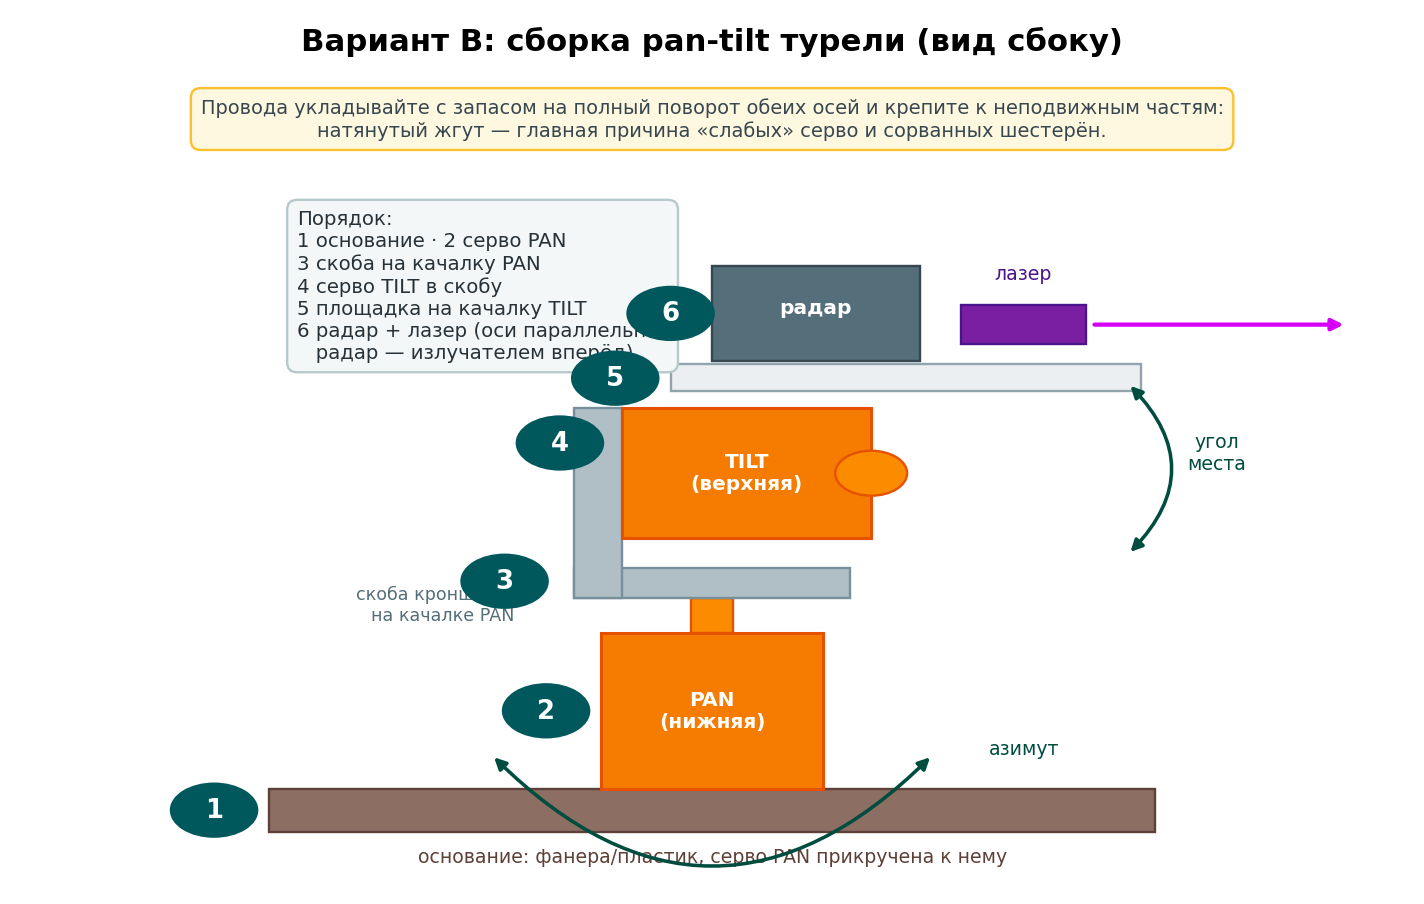 Вариант B: сборка pan-tilt турели (вид сбоку)
Провода укладывайте с запасом на полный поворот обеих осей и крепите к неподвижным частям:
натянутый жгут — главная причина «слабых» серво и сорванных шестерён.
Порядок:
1 основание · 2 серво PAN
3 скоба на качалку PAN
4 серво TILT в скобу
5 площадка на качалку TILT
6 радар + лазер (оси
радар — излучателем вперёд)
6
радар
лазер
5
4
TILT
(верхняя)
угол
места
3
скоба
на качалке PAN
2
PAN
(нижняя)
азимут
1
основание: фанера/пластик, серво PAN прикручена к нему